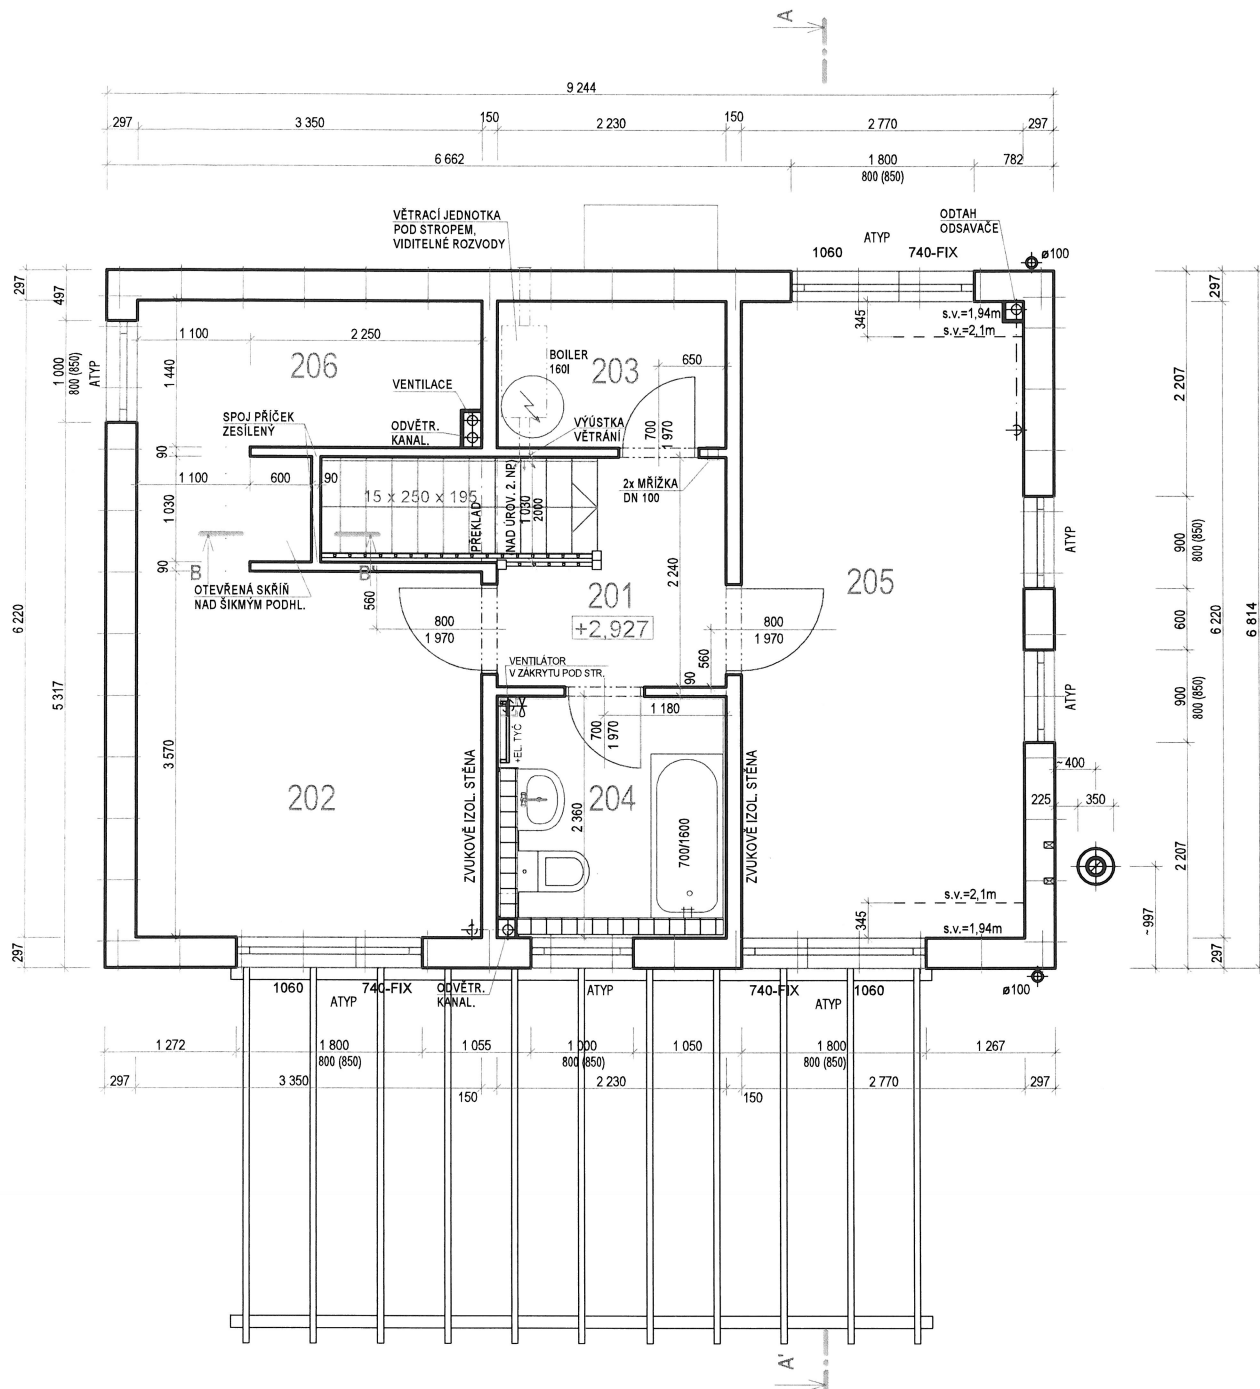 A
9 244
297
3 350
150
2 230
150
2 770
297
6 662
1 800
800 (850)
782
VĚTRACÍ JEDNOTKA
POD STROPEM,
VIDITELNÉ ROZVODY
ODTAH
ODSAVAČE
ATYP
1060
740-FIX
ø100
297
497
1 000
800 (850)
ATYP
1 100
2 250
206
1 440
VENTILACE
SPOJ PŘÍČEK
ZESÍLENÝ
ODVĚTR.
KANAL.
BOILER
160l
203
650
700
1 970
VÝÚSTKA
VĚTRÁNÍ
2x MŘÍŽKA
DN 100
345
s.v.=1,94m
s.v.=2,1m
297
2 207
90
1 100
600
90
1 030
15 x 250 x 195
PŘEKLAD
NAD ÚROV. 2. NP)
1 030
2000
90
B
B'
OTEVŘENÁ SKŘÍŇ
NAD ŠIKMÝM PODHL.
560
800
1 970
201
+2,927
2 240
800
1 970
560
90
205
ATYP
900
800 (850)
600
900
800 (850)
ATYP
6 220
6 814
6 220
5 317
3 570
202
VENTILÁTOR
V ZÁKRYTU POD STR.
1 180
700
1 970
+EL. TYČ
ZVUKOVĚ IZOL. STĚNA
204
2 360
700/1600
ZVUKOVĚ IZOL. STĚNA
~400
225
350
2 207
~997
s.v.=2,1m
345
s.v.=1,94m
297
297
ø100
1060
740-FIX
ATYP
ODVĚTR.
KANAL.
ATYP
740-FIX
1060
ATYP
1 272
1 800
800 (850)
1 055
1 000
800 (850)
1 050
1 800
800 (850)
1 267
297
3 350
150
2 230
150
2 770
297
A'